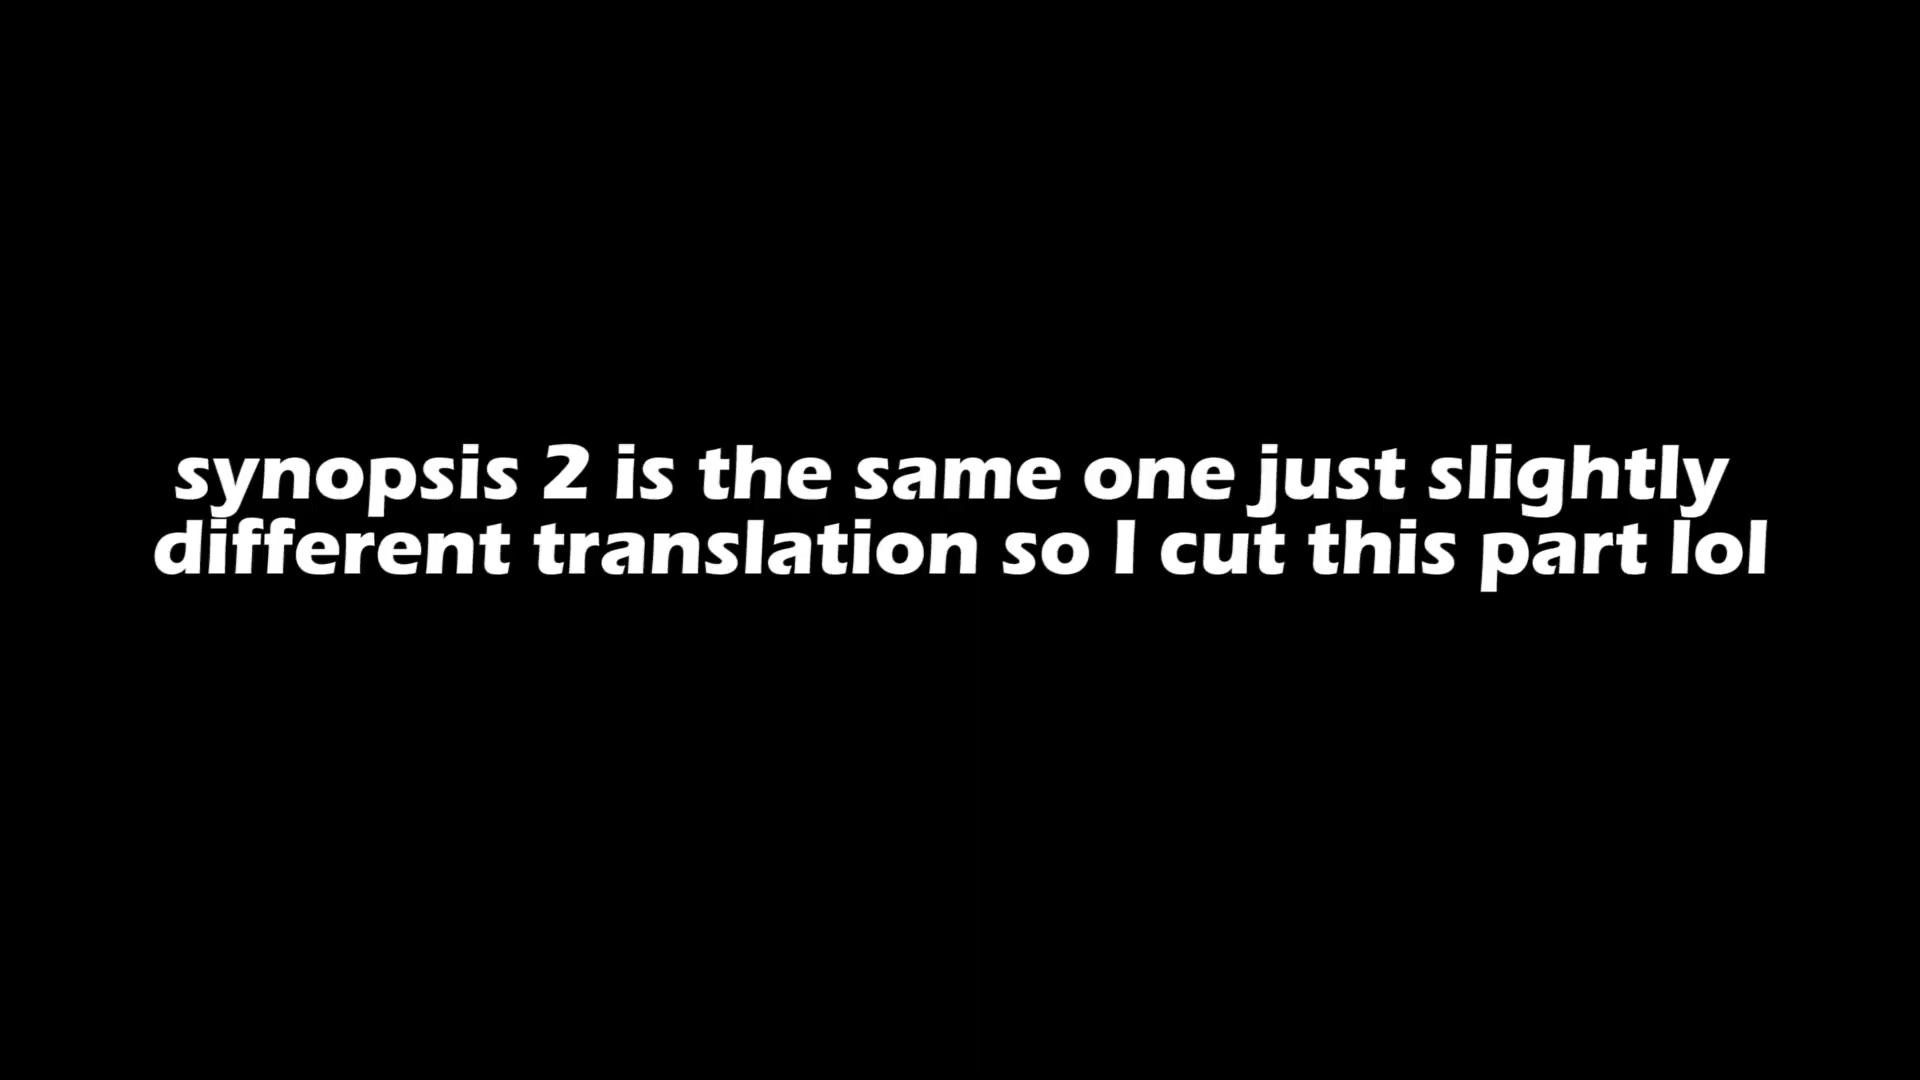 synopsis 2 is the same one just slightly
different translation so I cut this part lol